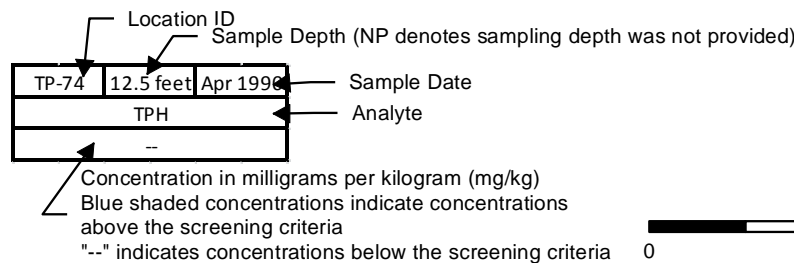 Location ID
Sample Depth (NP denotes sampling depth was not provided)
TP-74 12.5 feet Apr 1996 Sample Date
TPH Analyte
--
Concentration in milligrams per kilogram (mg/kg)
Blue shaded concentrations indicate concentrations
above the screening criteria
"--" indicates concentrations below the screening criteria 0